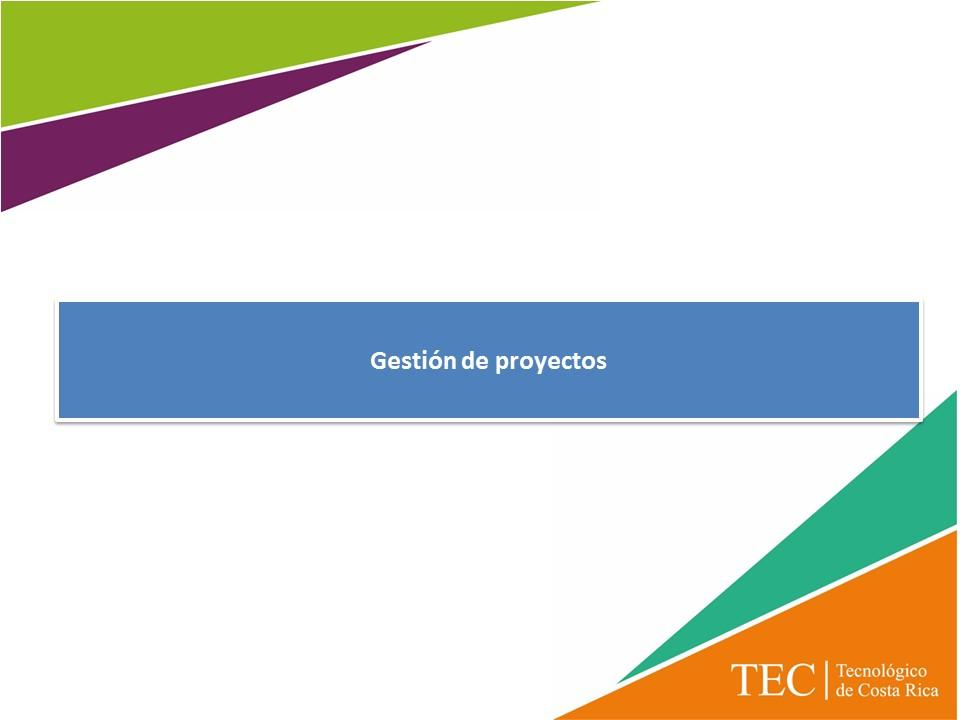 Gestión de proyectos
TEC
Tecnológico
de Costa Rica